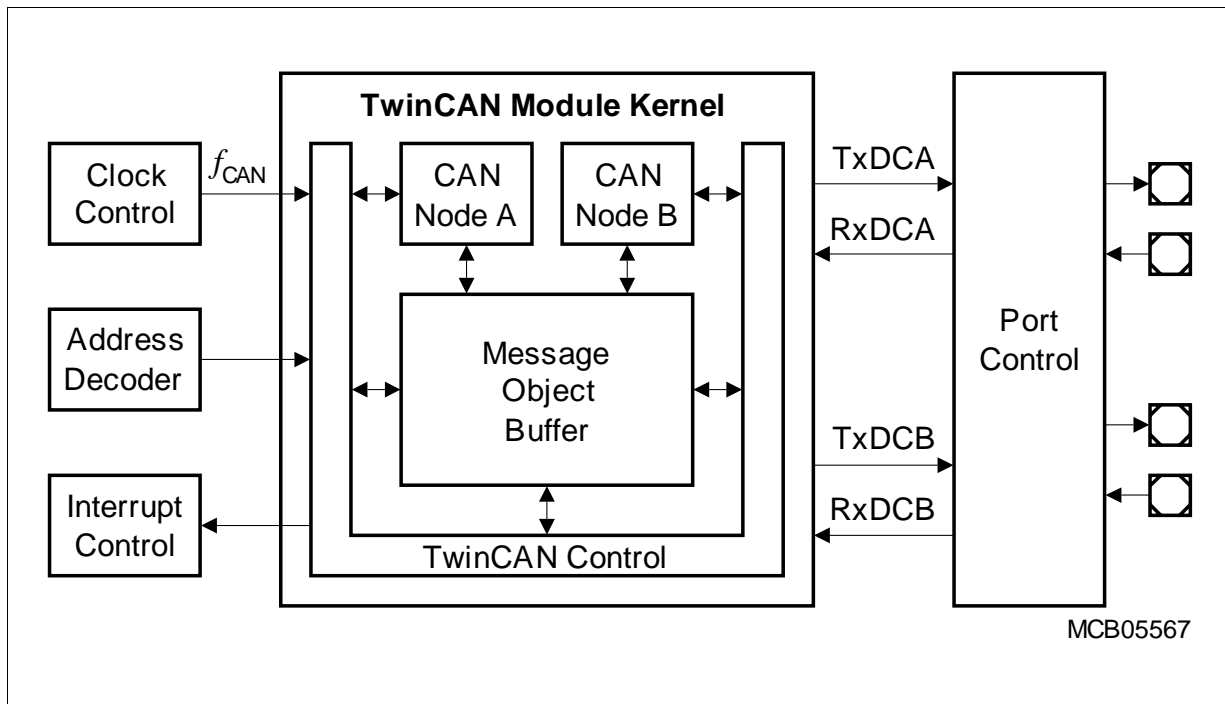 TwinCAN Module Kernel
Clock
Control
fCAN
CAN
Node A
CAN
Node B
TxDCA
RxDCA
Address
Decoder
Message
Object
Buffer
Port
Control
Interrupt
Control
TwinCAN Control
TxDCB
RxDCB
MCB05567